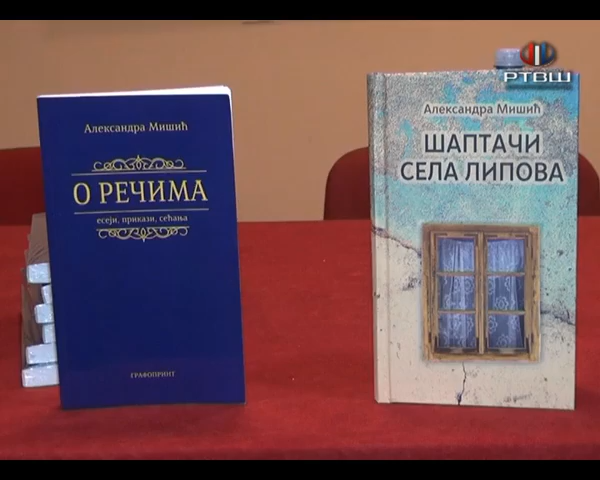 РТВШ
Александра Мишић
О РЕЧИМА
есеји, прикази, сећања
ГРАФОПРИНТ
Александра Мишић
ШАПТАЧИ
СЕЛА ЛИПОВА